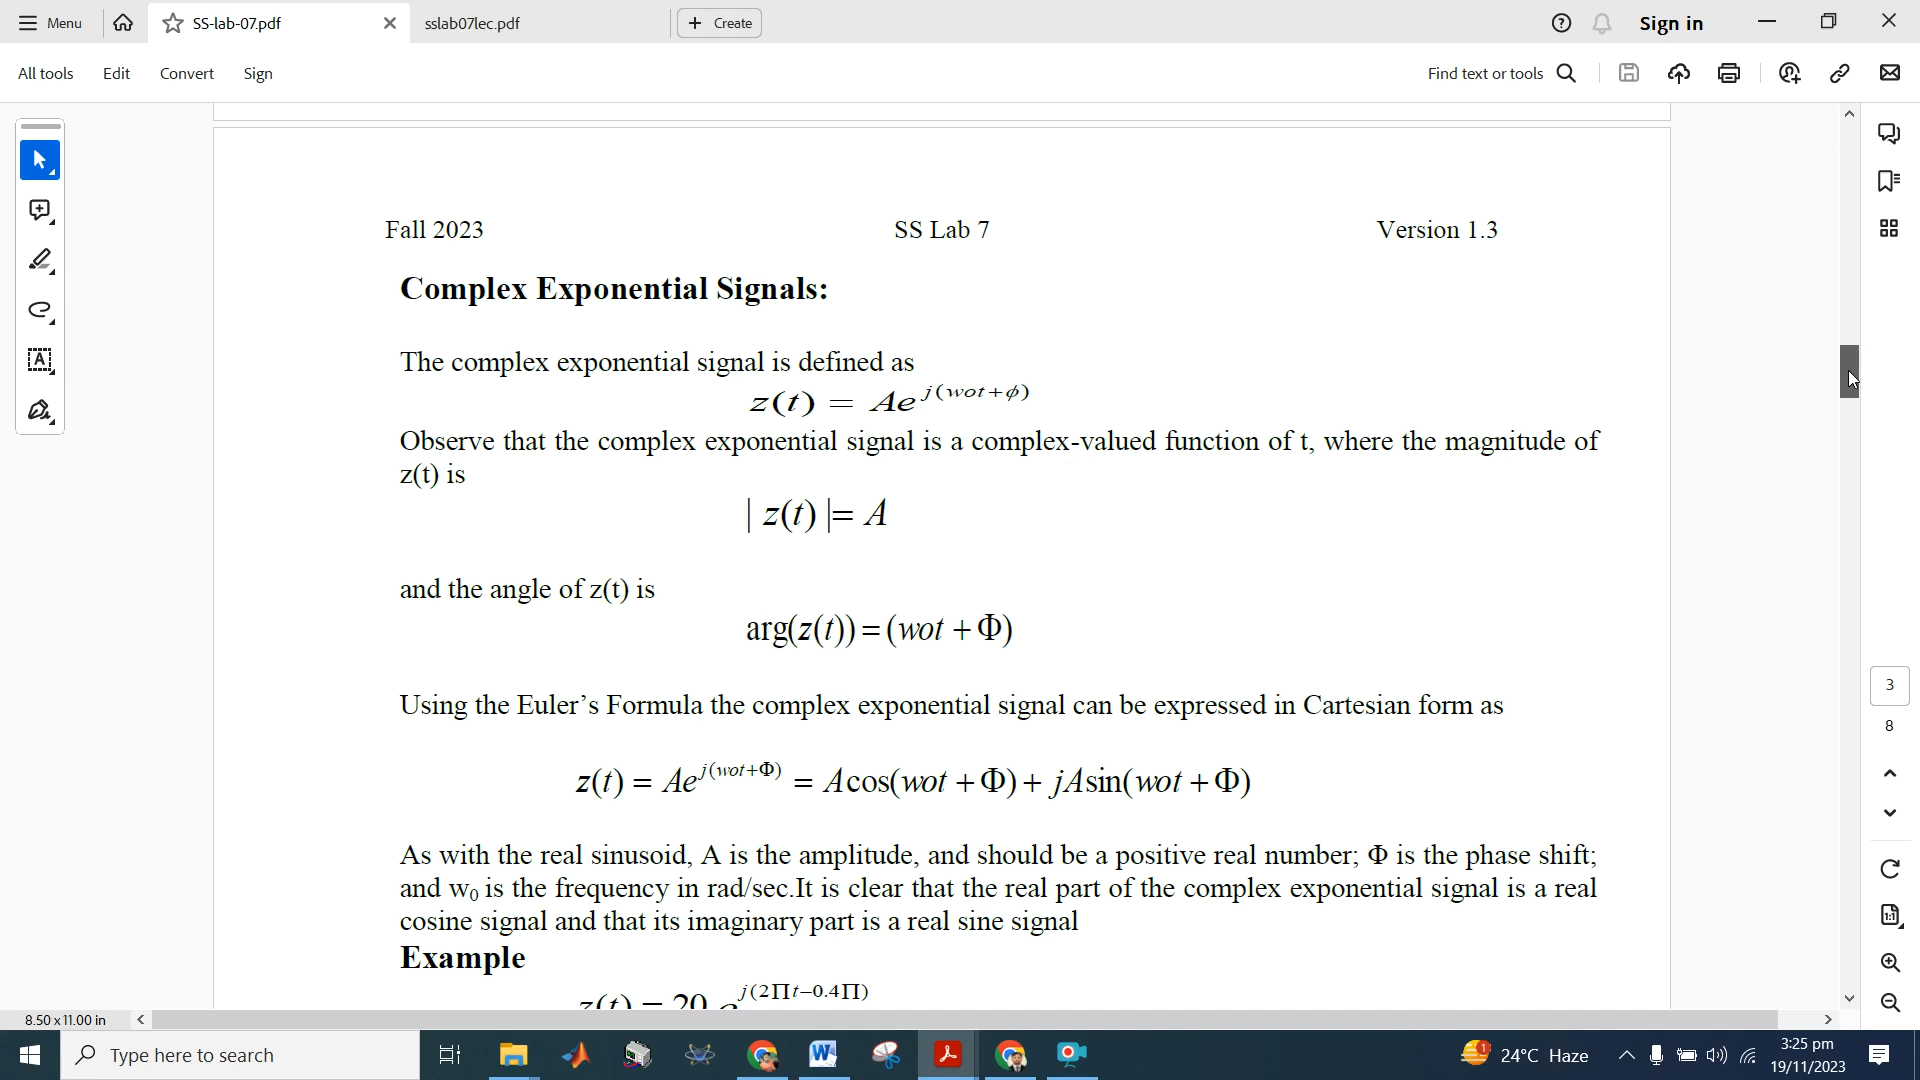 Menu
SS-lab-07.pdf
sslab07lec.pdf
+ Create
Sign in
All tools Edit Convert Sign
Find text or tools
Fall 2023 SS Lab 7 Version 1.3
Complex Exponential Signals:
The complex exponential signal is defined as
z(t) = Ae^{j(wot+ϕ)}
Observe that the complex exponential signal is a complex-valued function of t, where the magnitude of
z(t) is
| z(t) |= A
and the angle of z(t) is
arg(z(t)) = (wot + Φ)
Using the Euler's Formula the complex exponential signal can be expressed in Cartesian form as
z(t) = Ae^{j(wot+Φ)} = Acos(wot + Φ) + jAsin(wot + Φ)
As with the real sinusoid, A is the amplitude, and should be a positive real number; Φ is the phase shift;
and w₀ is the frequency in rad/sec.It is clear that the real part of the complex exponential signal is a real
cosine signal and that its imaginary part is a real sine signal
Example
z(t) = 20 e^{j(2Πt−0.4Π)}
3
8
8.50 x 11.00 in
Type here to search
1
24°C Haze
3:25 pm
19/11/2023